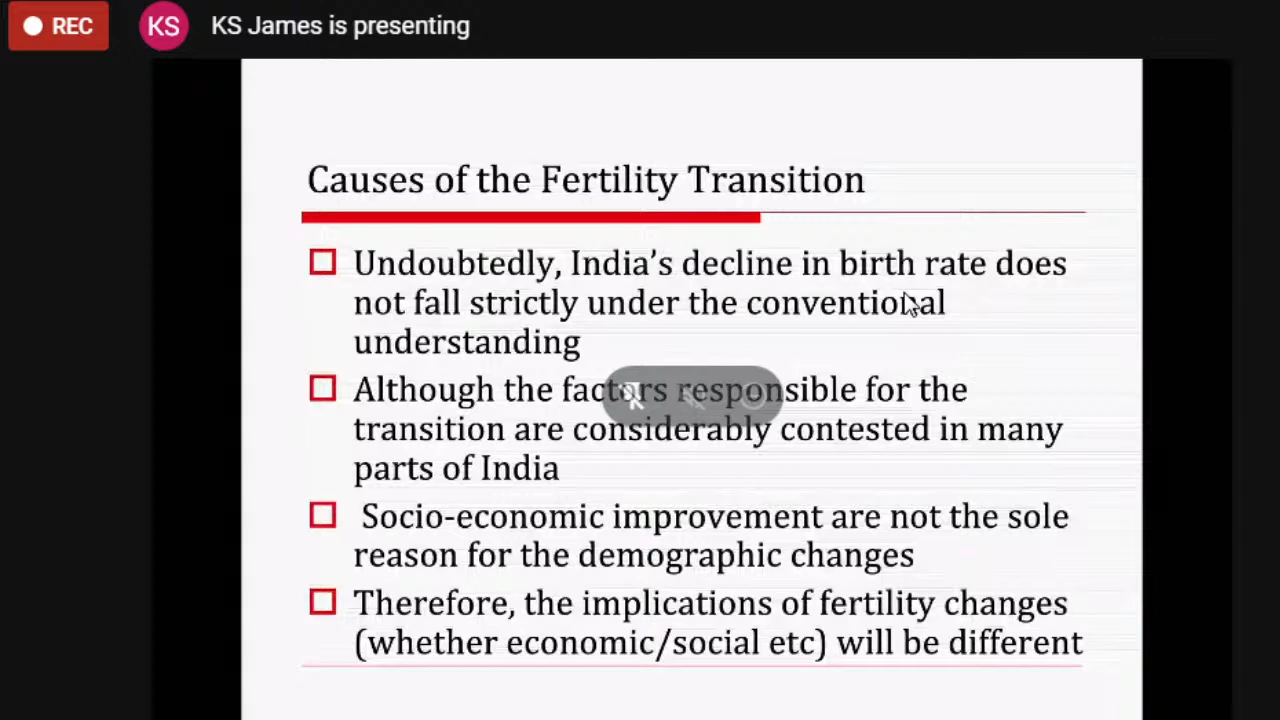 REC
KS
KS James is presenting
Causes of the Fertility Transition
Undoubtedly, India’s decline in birth rate does
not fall strictly under the conventional
understanding
Although the factors responsible for the
transition are considerably contested in many
parts of India
Socio-economic improvement are not the sole
reason for the demographic changes
Therefore, the implications of fertility changes
(whether economic/social etc) will be different